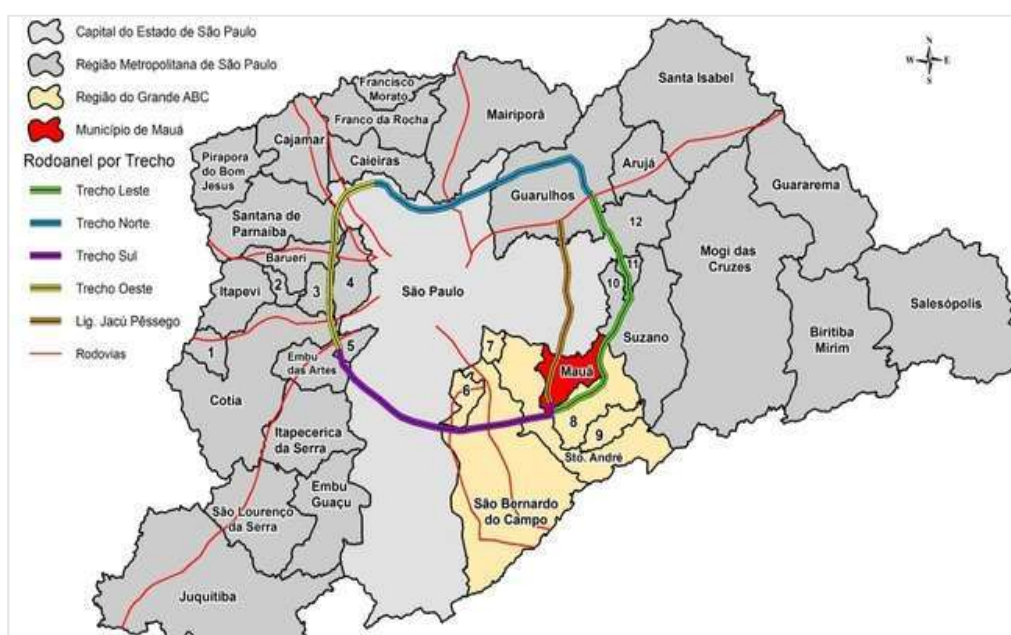 Capital do Estado de São Paulo
Região Metropolitana de São Paulo
Região do Grande ABC
Município de Mauá
Rodoanel por Trecho
Trecho Leste
Trecho Norte
Trecho Sul
Trecho Oeste
Lig. Jacú Pêssego
Rodovias
N
W E
S
Francisco
Morato
Franco da Rocha
Mairiporã
Santa Isabel
Cajamar
Caieiras
Pirapora
do Bom
Jesus
Arujá
Guarulhos
Guararema
Santana de
Parnaíba
12
Mogi das
Cruzes
Barueri
Itapevi
2
3
4
São Paulo
11
10
Salesópolis
Suzano
Biritiba
Mirim
1
5
Embu
das Artes
7
Mauá
6
Cotia
8
9
Itapecerica
da Serra
Sto. André
Embu
Guaçu
São Lourenço
da Serra
São Bernardo
do Campo
Juquitiba